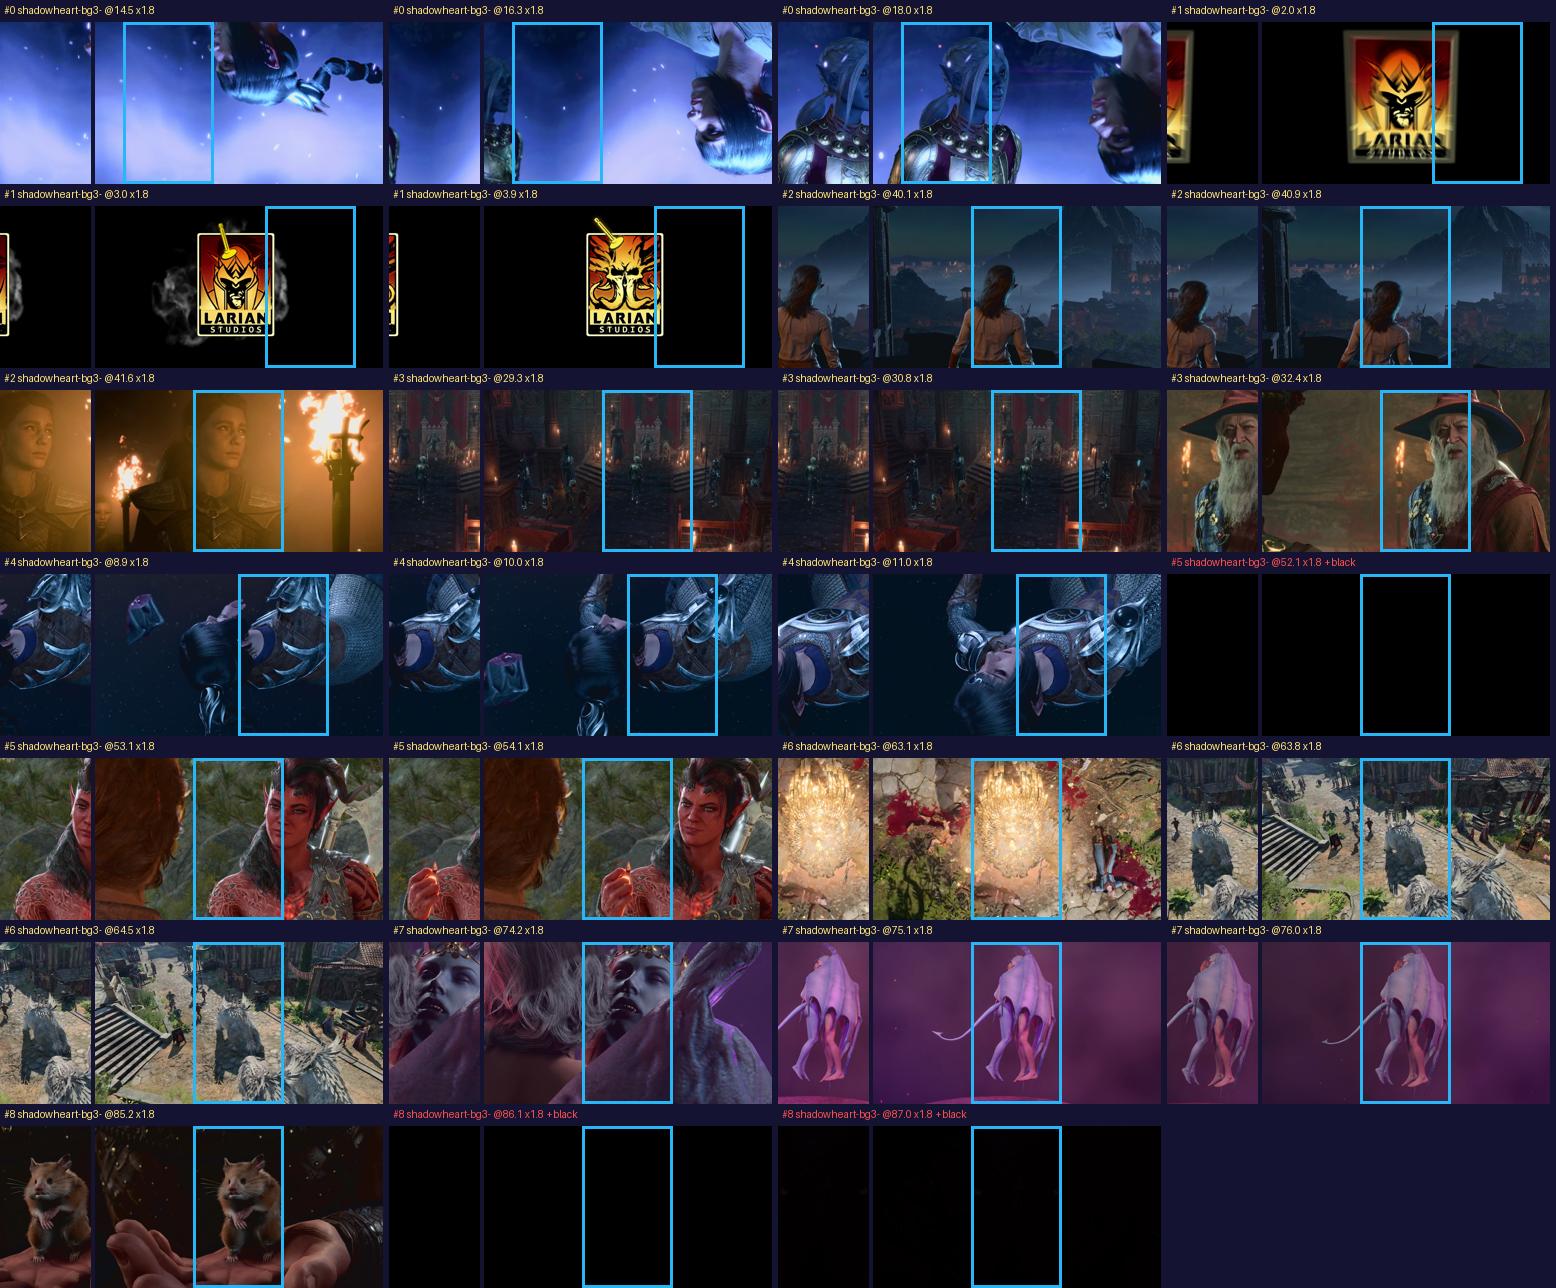 #0 shadowheart-bg3- @14.5 x1.8
#0 shadowheart-bg3- @16.3 x1.8
#0 shadowheart-bg3- @18.0 x1.8
#1 shadowheart-bg3- @2.0 x1.8
LARIAN
STUDIOS
#1 shadowheart-bg3- @3.0 x1.8
#1 shadowheart-bg3- @3.9 x1.8
#2 shadowheart-bg3- @40.1 x1.8
#2 shadowheart-bg3- @40.9 x1.8
LARIAN
STUDIOS
LARIAN
STUDIOS
#2 shadowheart-bg3- @41.6 x1.8
#3 shadowheart-bg3- @29.3 x1.8
#3 shadowheart-bg3- @30.8 x1.8
#3 shadowheart-bg3- @32.4 x1.8
#4 shadowheart-bg3- @8.9 x1.8
#4 shadowheart-bg3- @10.0 x1.8
#4 shadowheart-bg3- @11.0 x1.8
#5 shadowheart-bg3- @52.1 x1.8 +black
#5 shadowheart-bg3- @53.1 x1.8
#5 shadowheart-bg3- @54.1 x1.8
#6 shadowheart-bg3- @63.1 x1.8
#6 shadowheart-bg3- @63.8 x1.8
#6 shadowheart-bg3- @64.5 x1.8
#7 shadowheart-bg3- @74.2 x1.8
#7 shadowheart-bg3- @75.1 x1.8
#7 shadowheart-bg3- @76.0 x1.8
#8 shadowheart-bg3- @85.2 x1.8
#8 shadowheart-bg3- @86.1 x1.8 +black
#8 shadowheart-bg3- @87.0 x1.8 +black